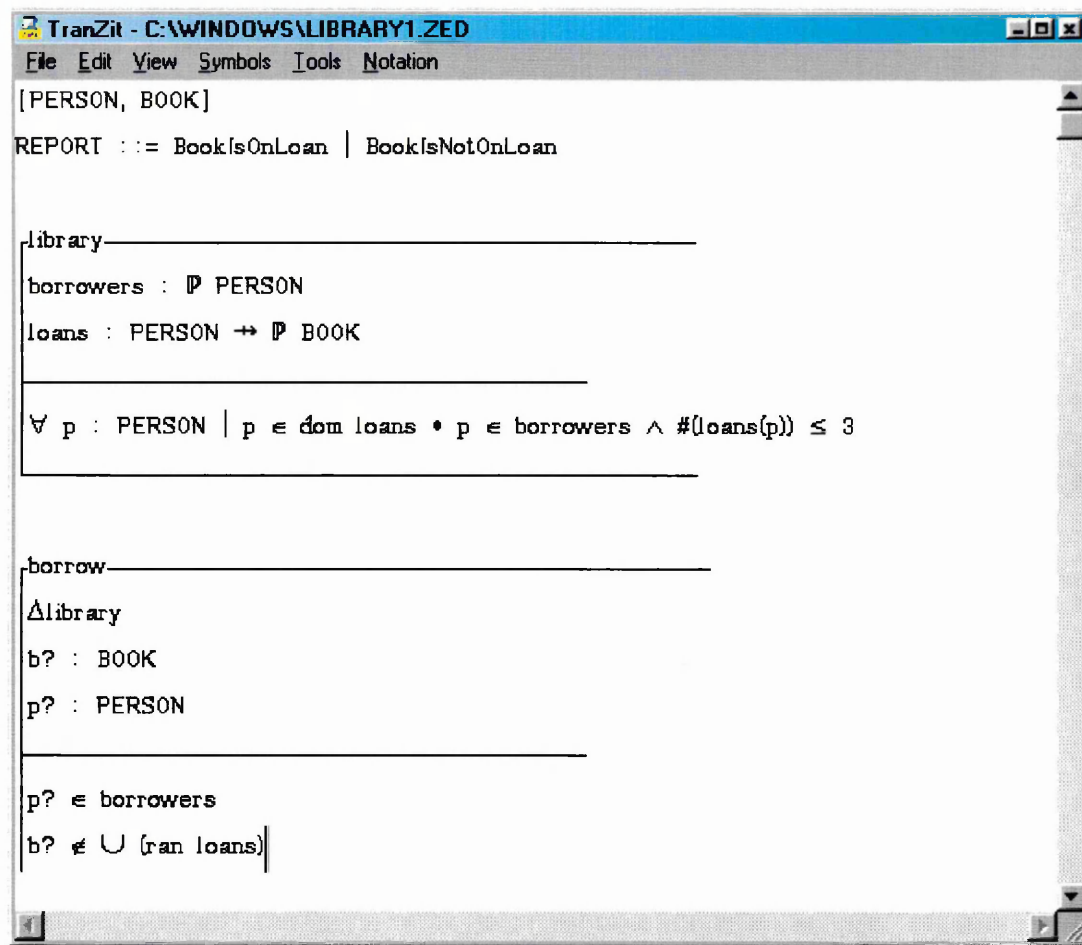 TranZit - C:\WINDOWS\LIBRARY1.ZED
File Edit View Symbols Tools Notation
[PERSON, BOOK]
REPORT ::= BookIsOnLoan | BookIsNotOnLoan
library
borrowers : ℙ PERSON
loans : PERSON ⇸ ℙ BOOK
∀ p : PERSON | p ∈ dom loans • p ∈ borrowers ∧ #(loans(p)) ≤ 3
borrow
Δlibrary
b? : BOOK
p? : PERSON
p? ∈ borrowers
b? ∉ ∪ (ran loans)